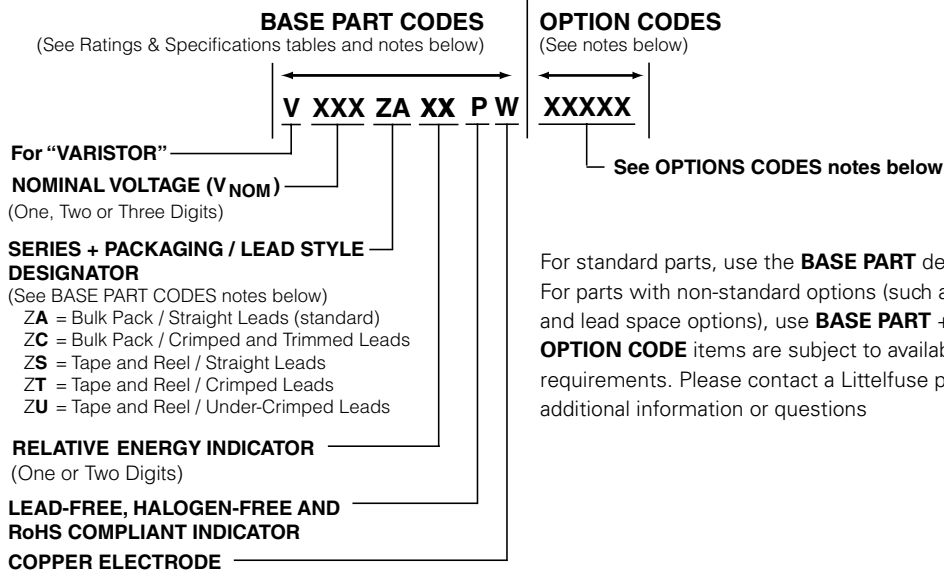 BASE PART CODES
(See Ratings & Specifications tables and notes below)
OPTION CODES
(See notes below)
V XXX ZA XX P W XXXXX
For “VARISTOR”
See OPTIONS CODES notes below
NOMINAL VOLTAGE (VNOM)
(One, Two or Three Digits)
SERIES + PACKAGING / LEAD STYLE
DESIGNATOR
(See BASE PART CODES notes below)
ZA = Bulk Pack / Straight Leads (standard)
ZC = Bulk Pack / Crimped and Trimmed Leads
ZS = Tape and Reel / Straight Leads
ZT = Tape and Reel / Crimped Leads
ZU = Tape and Reel / Under-Crimped Leads
RELATIVE ENERGY INDICATOR
(One or Two Digits)
LEAD-FREE, HALOGEN-FREE AND
RoHS COMPLIANT INDICATOR
COPPER ELECTRODE
For standard parts, use the BASE PART de
For parts with non-standard options (such a
and lead space options), use BASE PART +
OPTION CODE items are subject to availab
requirements. Please contact a Littelfuse p
additional information or questions